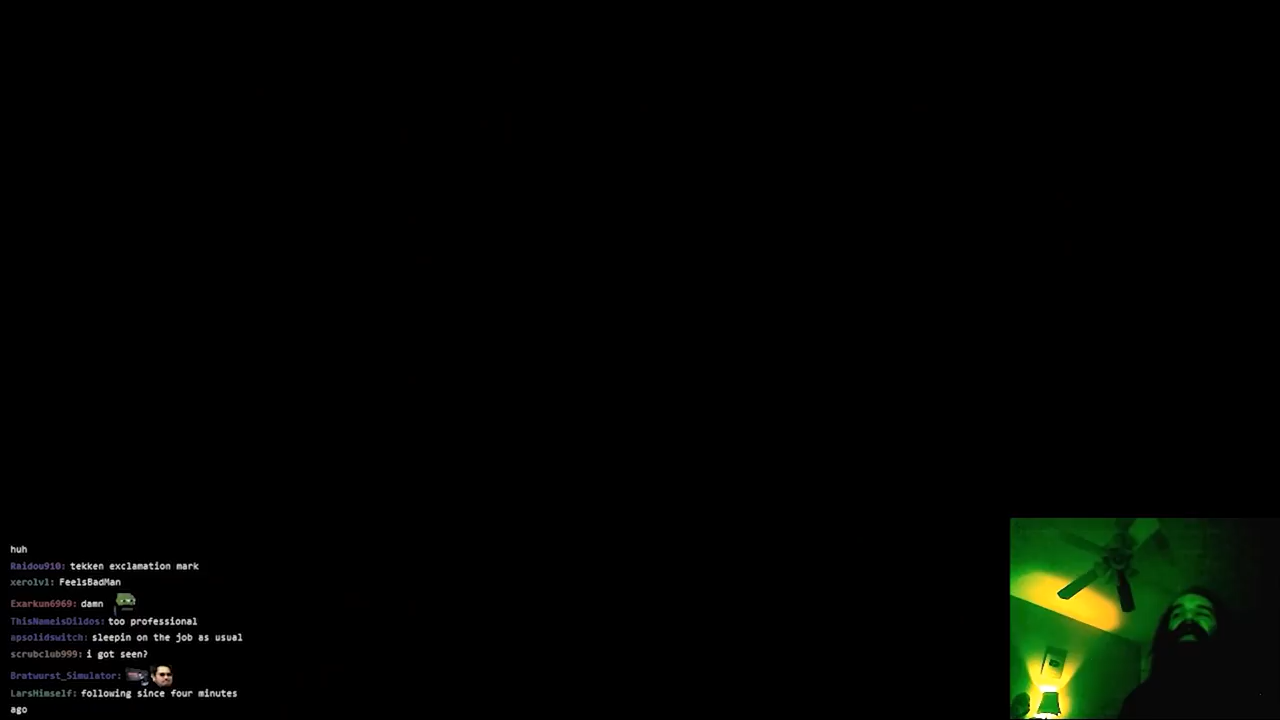 huh
Raidou910: tekken exclamation mark
xerolvl: FeelsBadMan
Exarkun6969: damn
ThisNameisDildos: too professional
apsolidswitch: sleepin on the job as usual
scrubclub999: i got seen?
Bratwurst_Simulator:
LarsHimself: following since four minutes
ago